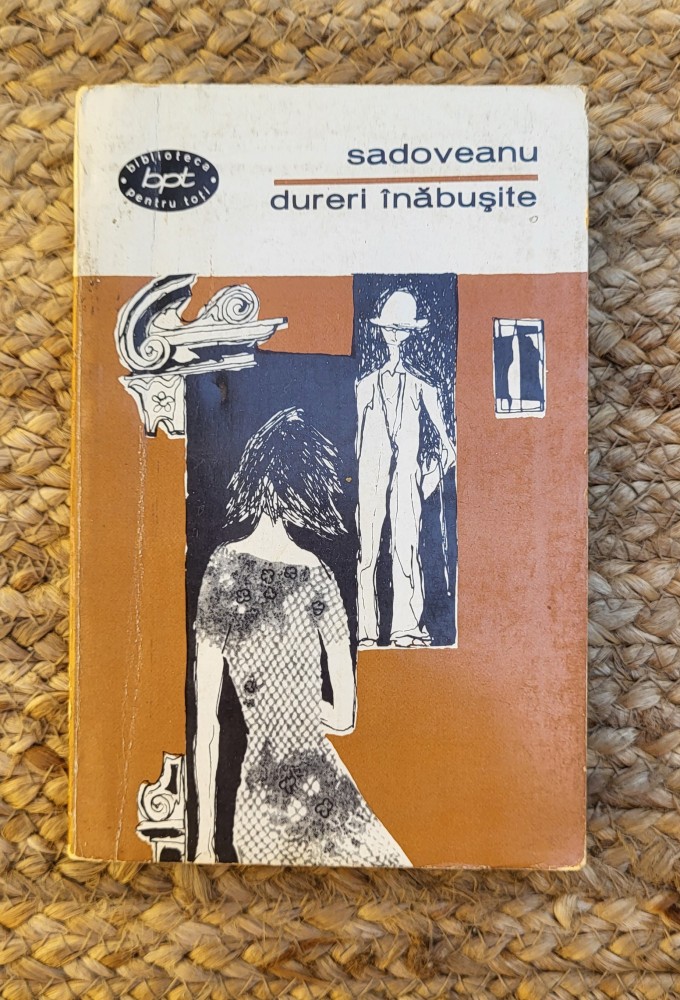 biblioteca
bpt
pentru toți
sadoveanu
dureri înăbușite